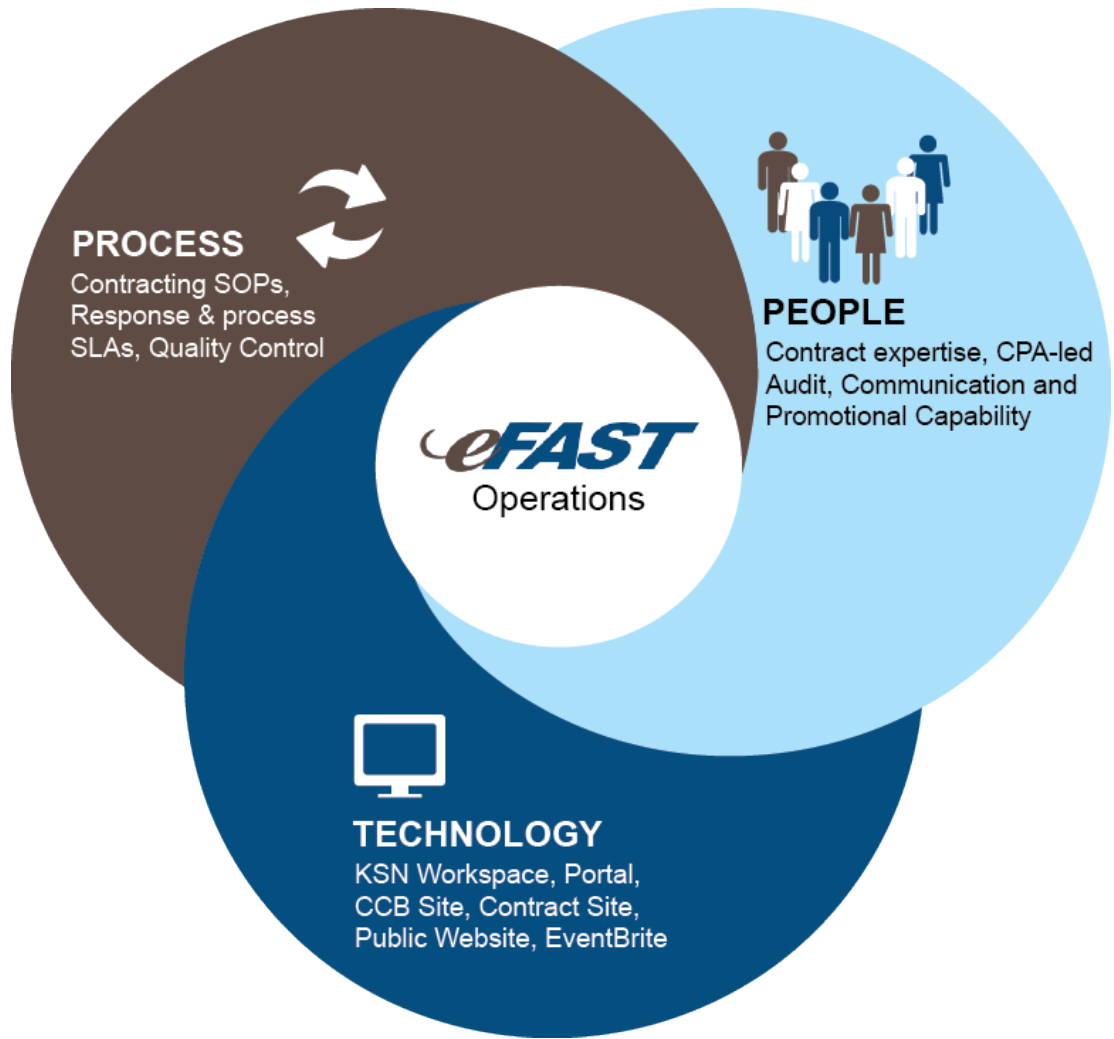 PROCESS
Contracting SOPs,
Response & process
SLAs, Quality Control
PEOPLE
Contract expertise, CPA-led
Audit, Communication and
Promotional Capability
eFAST
Operations
TECHNOLOGY
KSN Workspace, Portal,
CCB Site, Contract Site,
Public Website, EventBrite